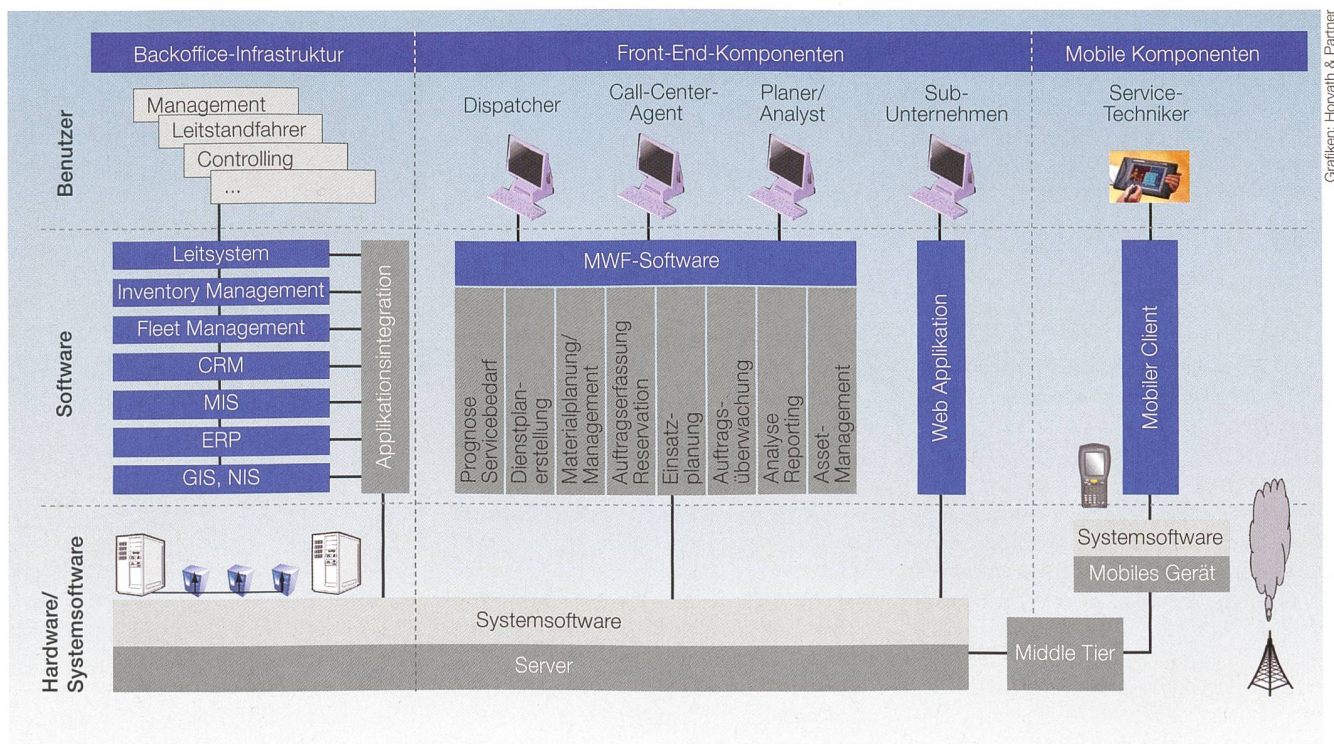 Backoffice-Infrastruktur
Front-End-Komponenten
Mobile Komponenten
Grafiken: Horváth & Partner
Benutzer
Management
Leitstandfahrer
Controlling
...
Dispatcher
Call-Center-
Agent
Planer/
Analyst
Sub-
Unternehmen
Service-
Techniker
Software
Leitsystem
Inventory Management
Fleet Management
CRM
MIS
ERP
GIS, NIS
Applikationsintegration
MWF-Software
Prognose
Servicebedarf
Dienstplan-
erstellung
Materialplanung/
Management
Auftragserfassung
Reservation
Einsatz-
planung
Auftrags-
überwachung
Analyse
Reporting
Asset-
Management
Web Applikation
Mobiler Client
Hardware/
Systemsoftware
Systemsoftware
Server
Middle Tier
Systemsoftware
Mobiles Gerät